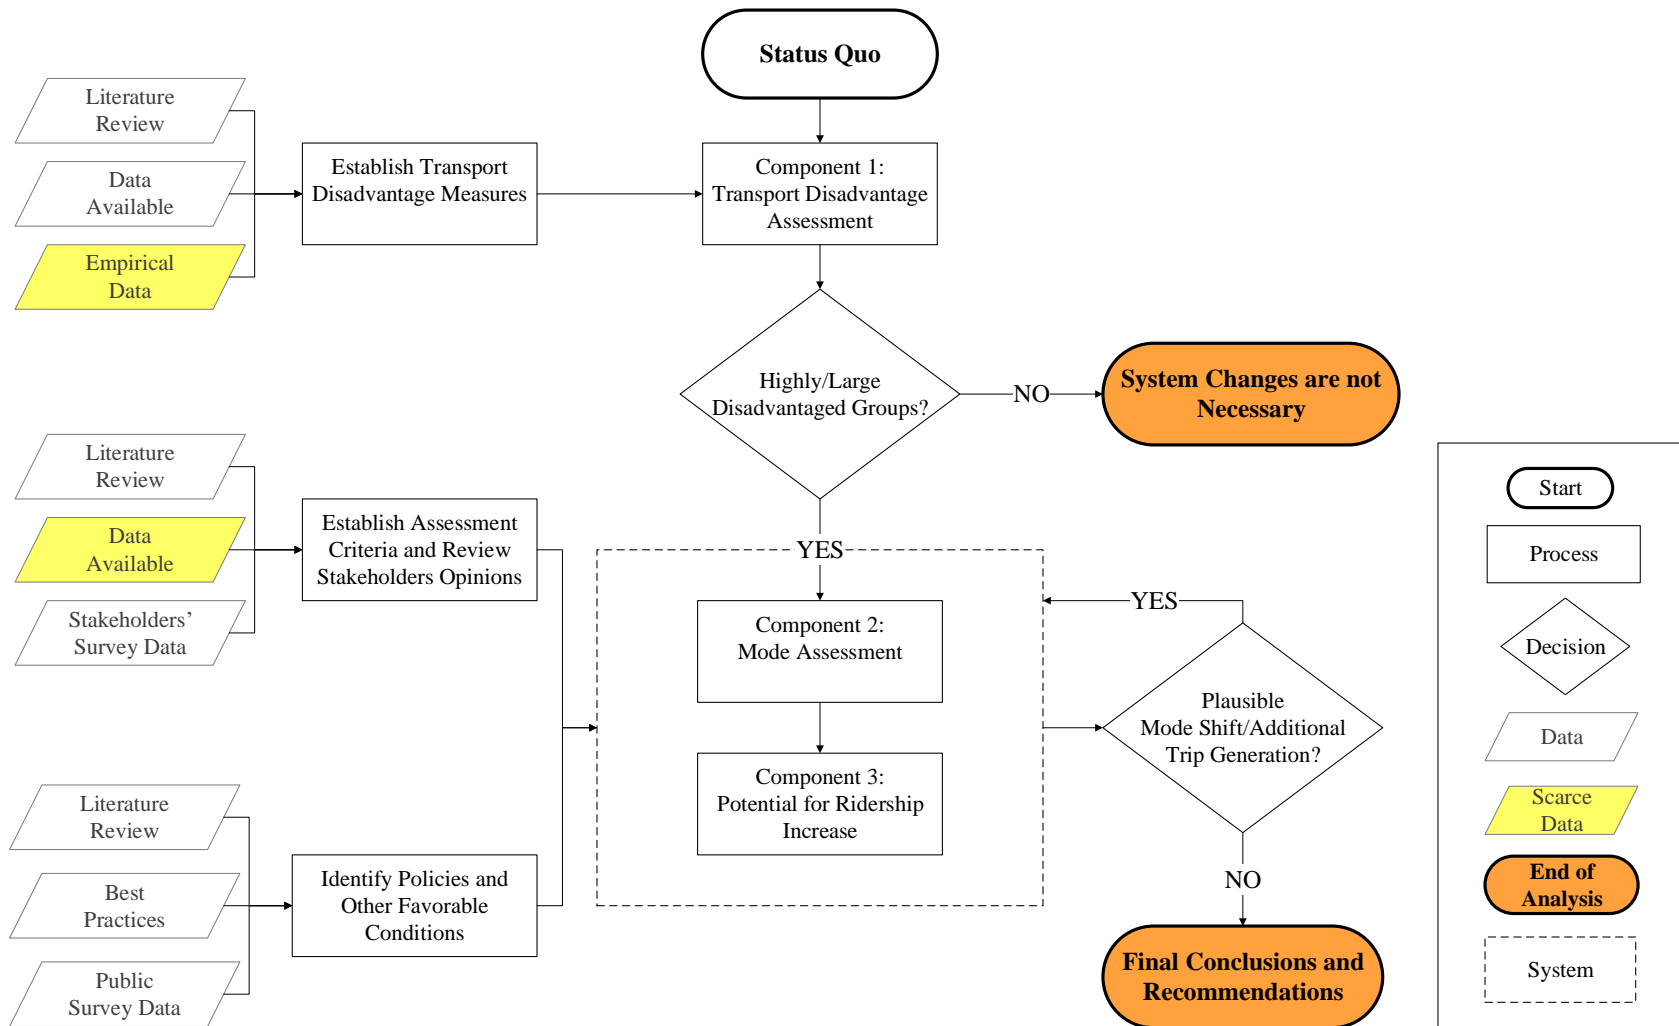 Status Quo
Literature
Review
Data
Available
Empirical
Data
Establish Transport
Disadvantage Measures
Component 1:
Transport Disadvantage
Assessment
Highly/Large
Disadvantaged Groups?
NO
System Changes are not
Necessary
YES
Literature
Review
Data
Available
Stakeholders’
Survey Data
Establish Assessment
Criteria and Review
Stakeholders Opinions
Literature
Review
Best
Practices
Public
Survey Data
Identify Policies and
Other Favorable
Conditions
Component 2:
Mode Assessment
Component 3:
Potential for Ridership
Increase
YES
Plausible
Mode Shift/Additional
Trip Generation?
NO
Final Conclusions and
Recommendations
Start
Process
Decision
Data
Scarce
Data
End of
Analysis
System